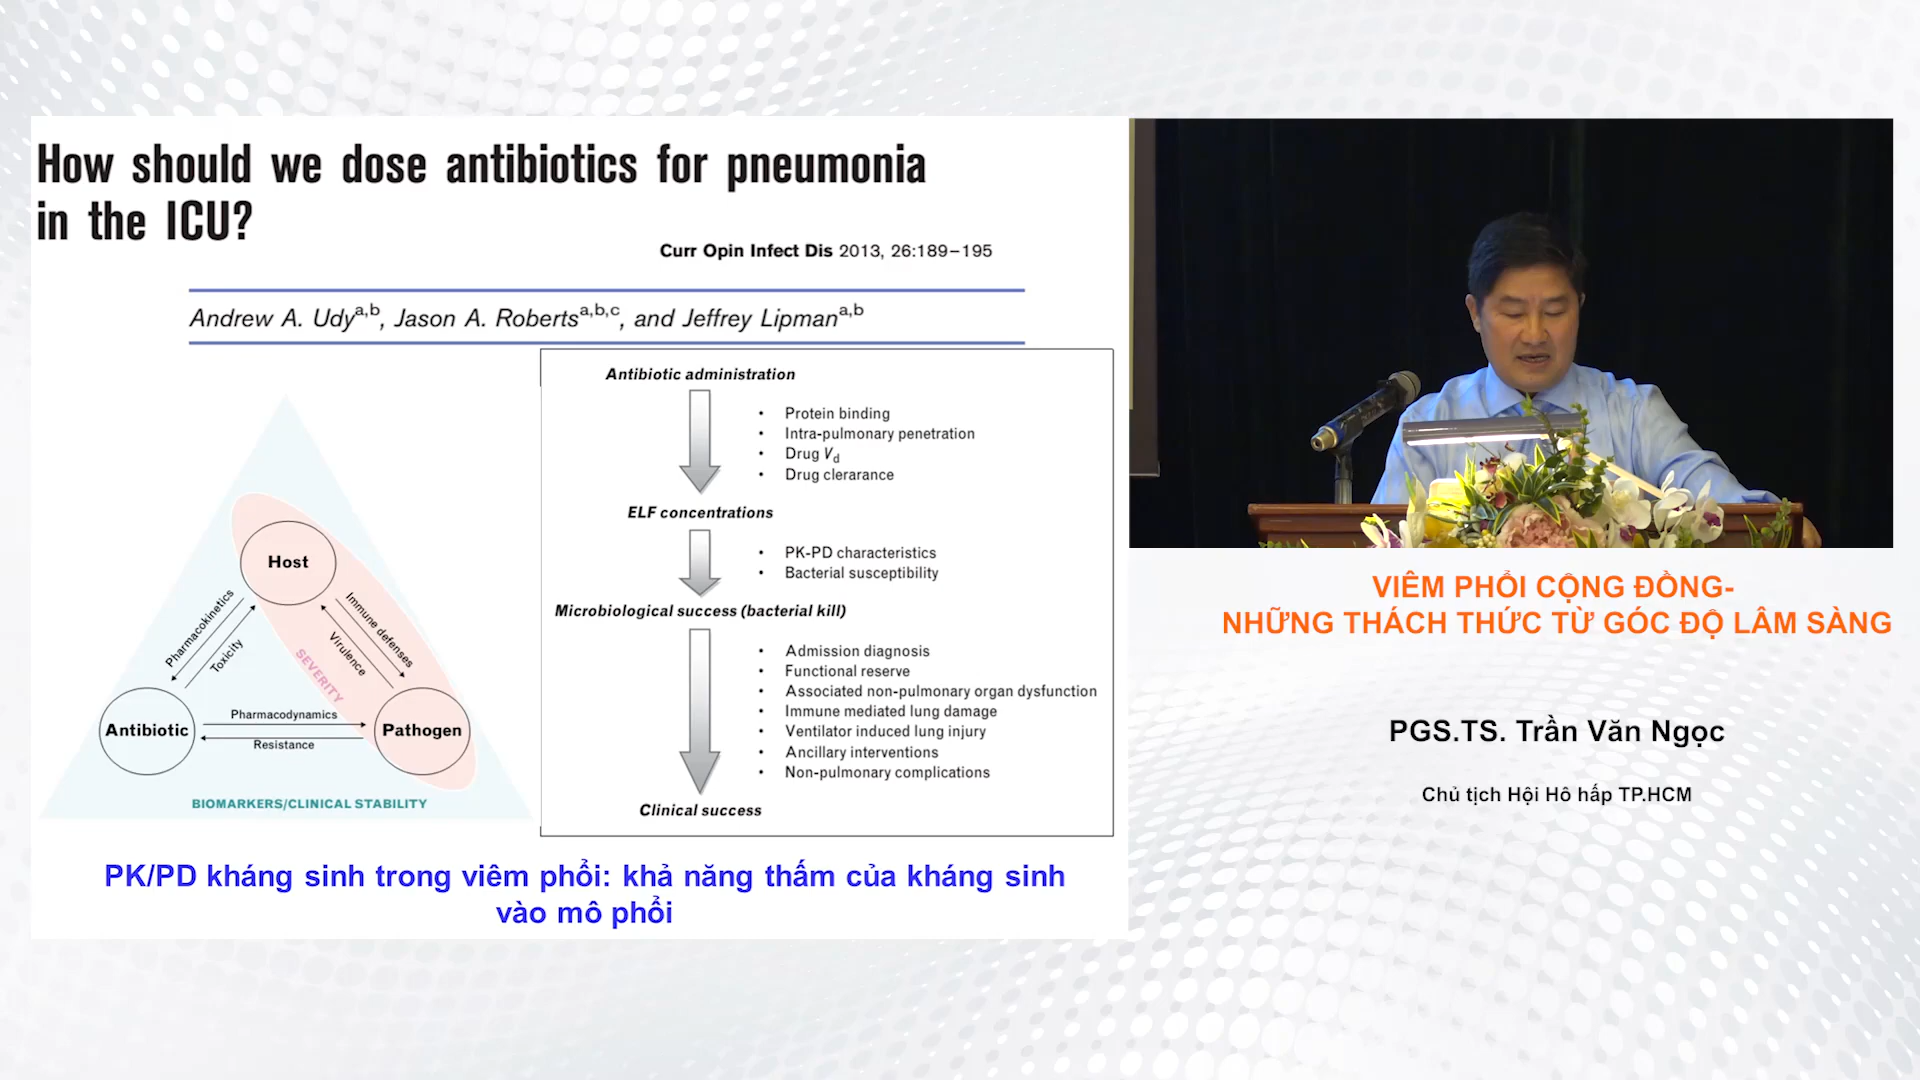 How should we dose antibiotics for pneumonia
in the ICU?
Curr Opin Infect Dis 2013, 26:189–195
Andrew A. Udy a,b, Jason A. Roberts a,b,c, and Jeffrey Lipman a,b
Host
Pharmacokinetics
Toxicity
Immune defenses
Virulence
SEVERITY
Antibiotic
Pharmacodynamics
Resistance
Pathogen
BIOMARKERS/CLINICAL STABILITY
Antibiotic administration
• Protein binding
• Intra-pulmonary penetration
• Drug Vd
• Drug clerarance
ELF concentrations
• PK-PD characteristics
• Bacterial susceptibility
Microbiological success (bacterial kill)
• Admission diagnosis
• Functional reserve
• Associated non-pulmonary organ dysfunction
• Immune mediated lung damage
• Ventilator induced lung injury
• Ancillary interventions
• Non-pulmonary complications
Clinical success
PK/PD kháng sinh trong viêm phổi: khả năng thấm của kháng sinh
vào mô phổi
VIÊM PHỔI CỘNG ĐỒNG-
NHỮNG THÁCH THỨC TỪ GÓC ĐỘ LÂM SÀNG
PGS.TS. Trần Văn Ngọc
Chủ tịch Hội Hô hấp TP.HCM